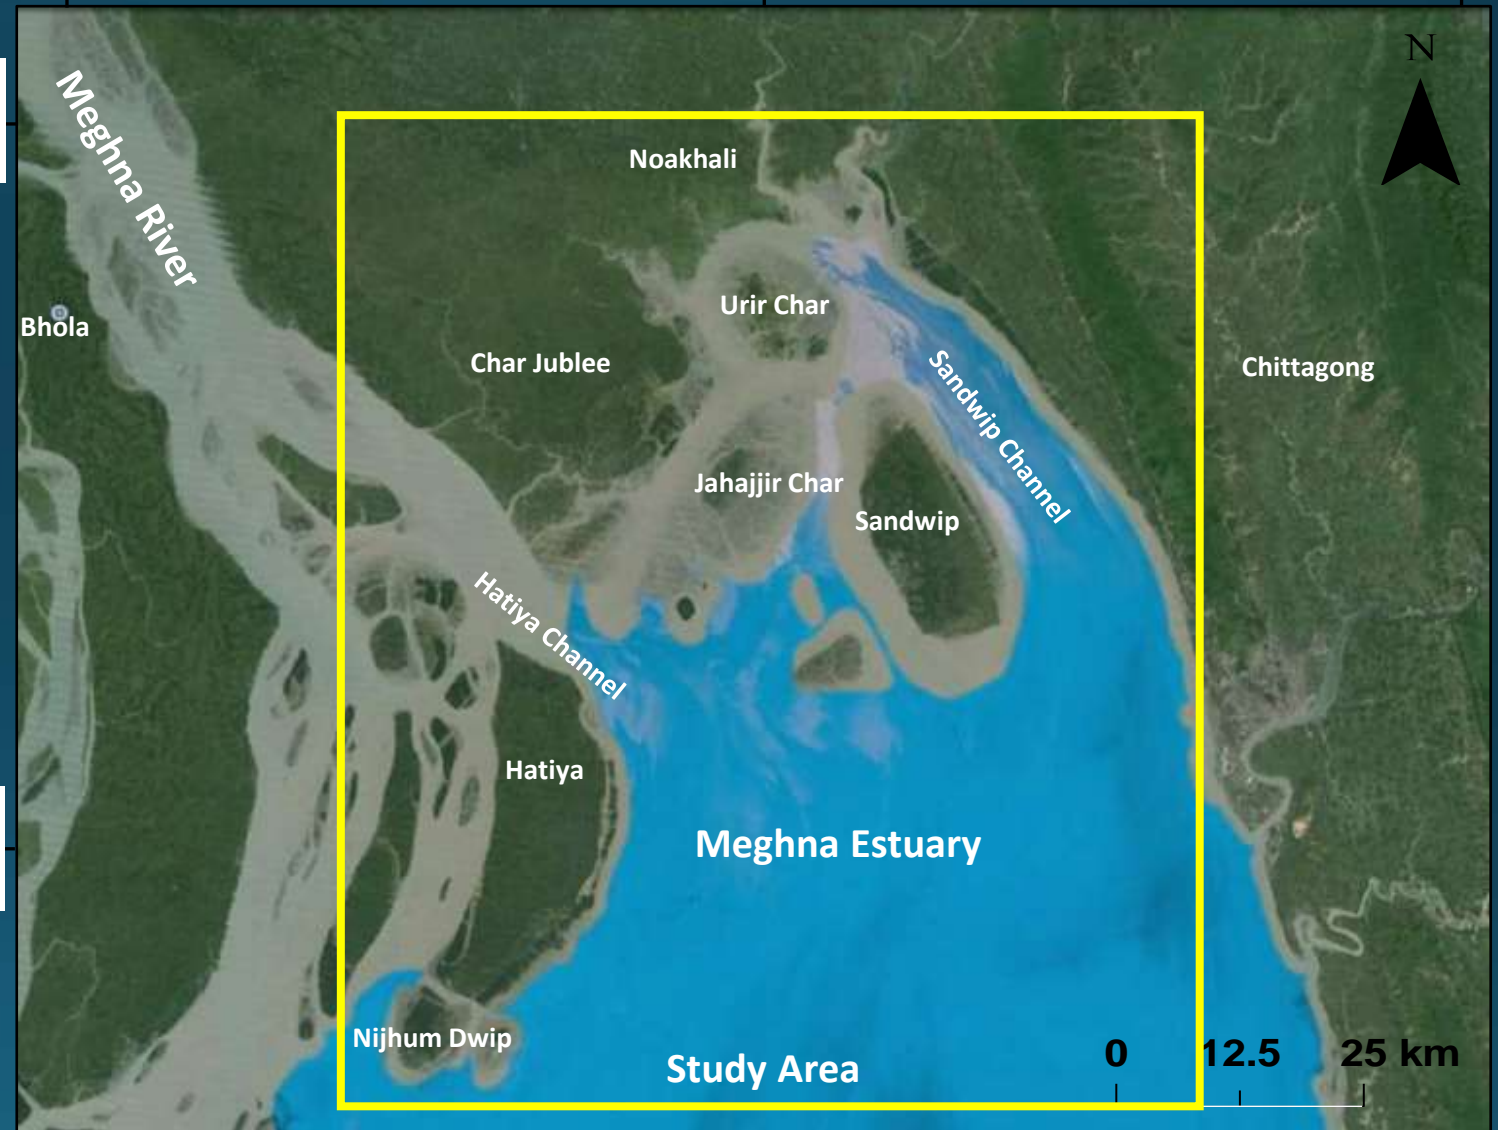 N
Meghna River
Noakhali
Urir Char
Bhola
Char Jublee
Sandwip Channel
Chittagong
Jahajjir Char
Sandwip
Hatiya Channel
Hatiya
Meghna Estuary
Nijhum Dwip
Study Area
0 12.5 25 km